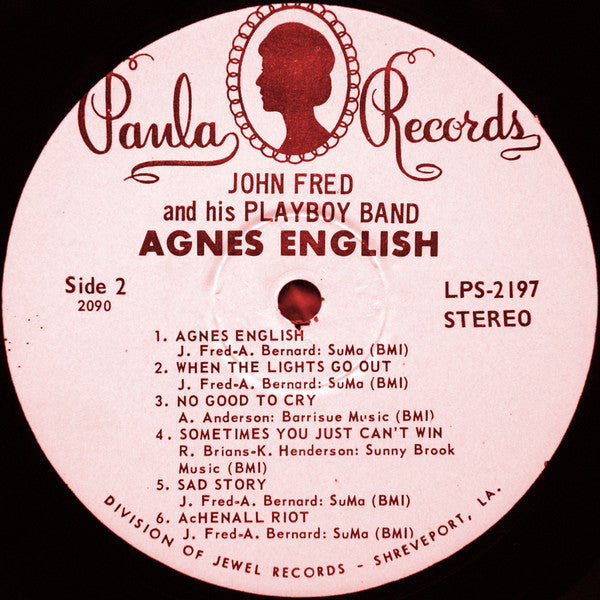 Paula Records
JOHN FRED
and his PLAYBOY BAND
AGNES ENGLISH
Side 2
2090
LPS-2197
STEREO
1. AGNES ENGLISH
J. Fred-A. Bernard: SuMa (BMI)
2. WHEN THE LIGHTS GO OUT
J. Fred-A. Bernard: SuMa (BMI)
3. NO GOOD TO CRY
A. Anderson: Barrisue Music (BMI)
4. SOMETIMES YOU JUST CAN'T WIN
R. Brians-K. Henderson: Sunny Brook
Music (BMI)
5. SAD STORY
J. Fred-A. Bernard: SuMa (BMI)
6. AcHENALL RIOT
J. Fred-A. Bernard: SuMa (BMI)
DIVISION OF JEWEL RECORDS - SHREVEPORT, LA.